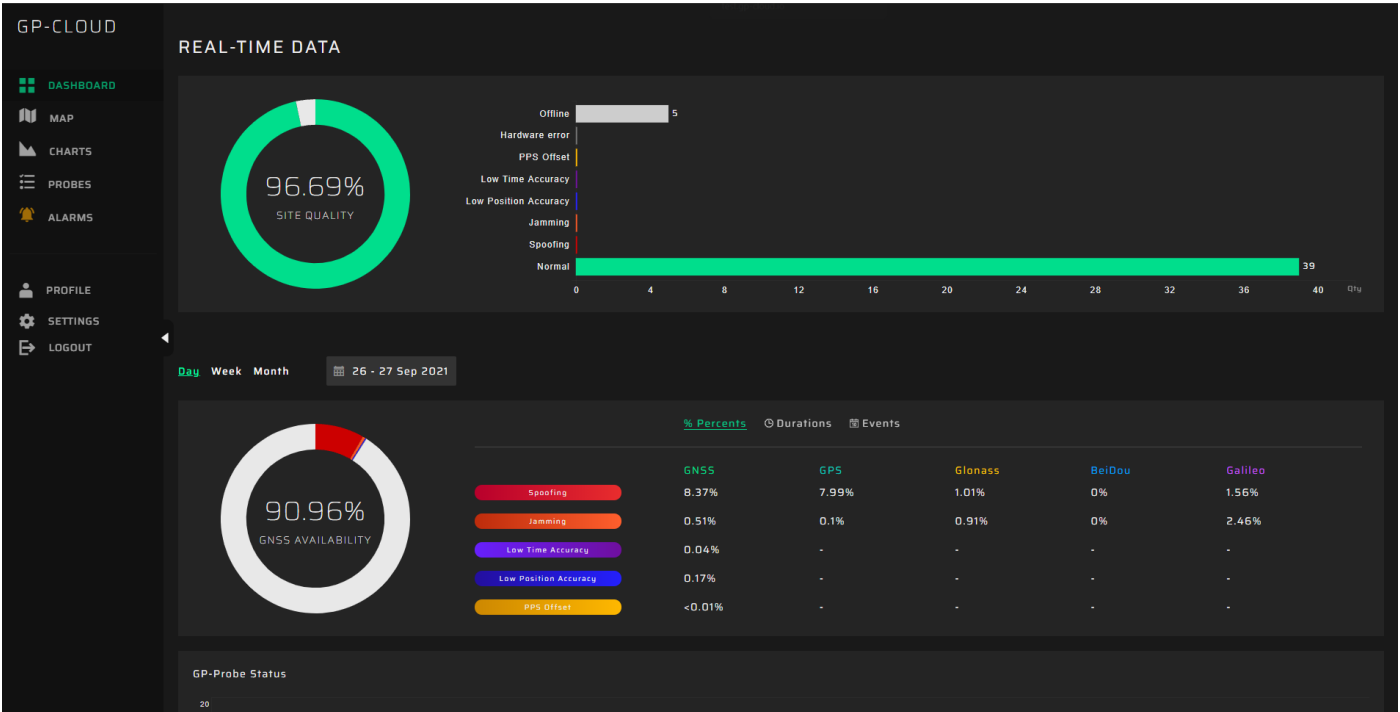 GP-CLOUD
DASHBOARD
MAP
CHARTS
PROBES
ALARMS
PROFILE
SETTINGS
LOGOUT
REAL-TIME DATA
96.69%
SITE QUALITY
Offline 5
Hardware error
PPS Offset
Low Time Accuracy
Low Position Accuracy
Jamming
Spoofing
Normal 39
0 4 8 12 16 20 24 28 32 36 40 Qty
Day Week Month 26 - 27 Sep 2021
90.96%
GNSS AVAILABILITY
% Percents Durations Events
GNSS GPS Glonass BeiDou Galileo
Spoofing 8.37% 7.99% 1.01% 0% 1.56%
Jamming 0.51% 0.1% 0.91% 0% 2.46%
Low Time Accuracy 0.04% - - - -
Low Position Accuracy 0.17% - - - -
PPS Offset <0.01% - - - -
GP-Probe Status
20